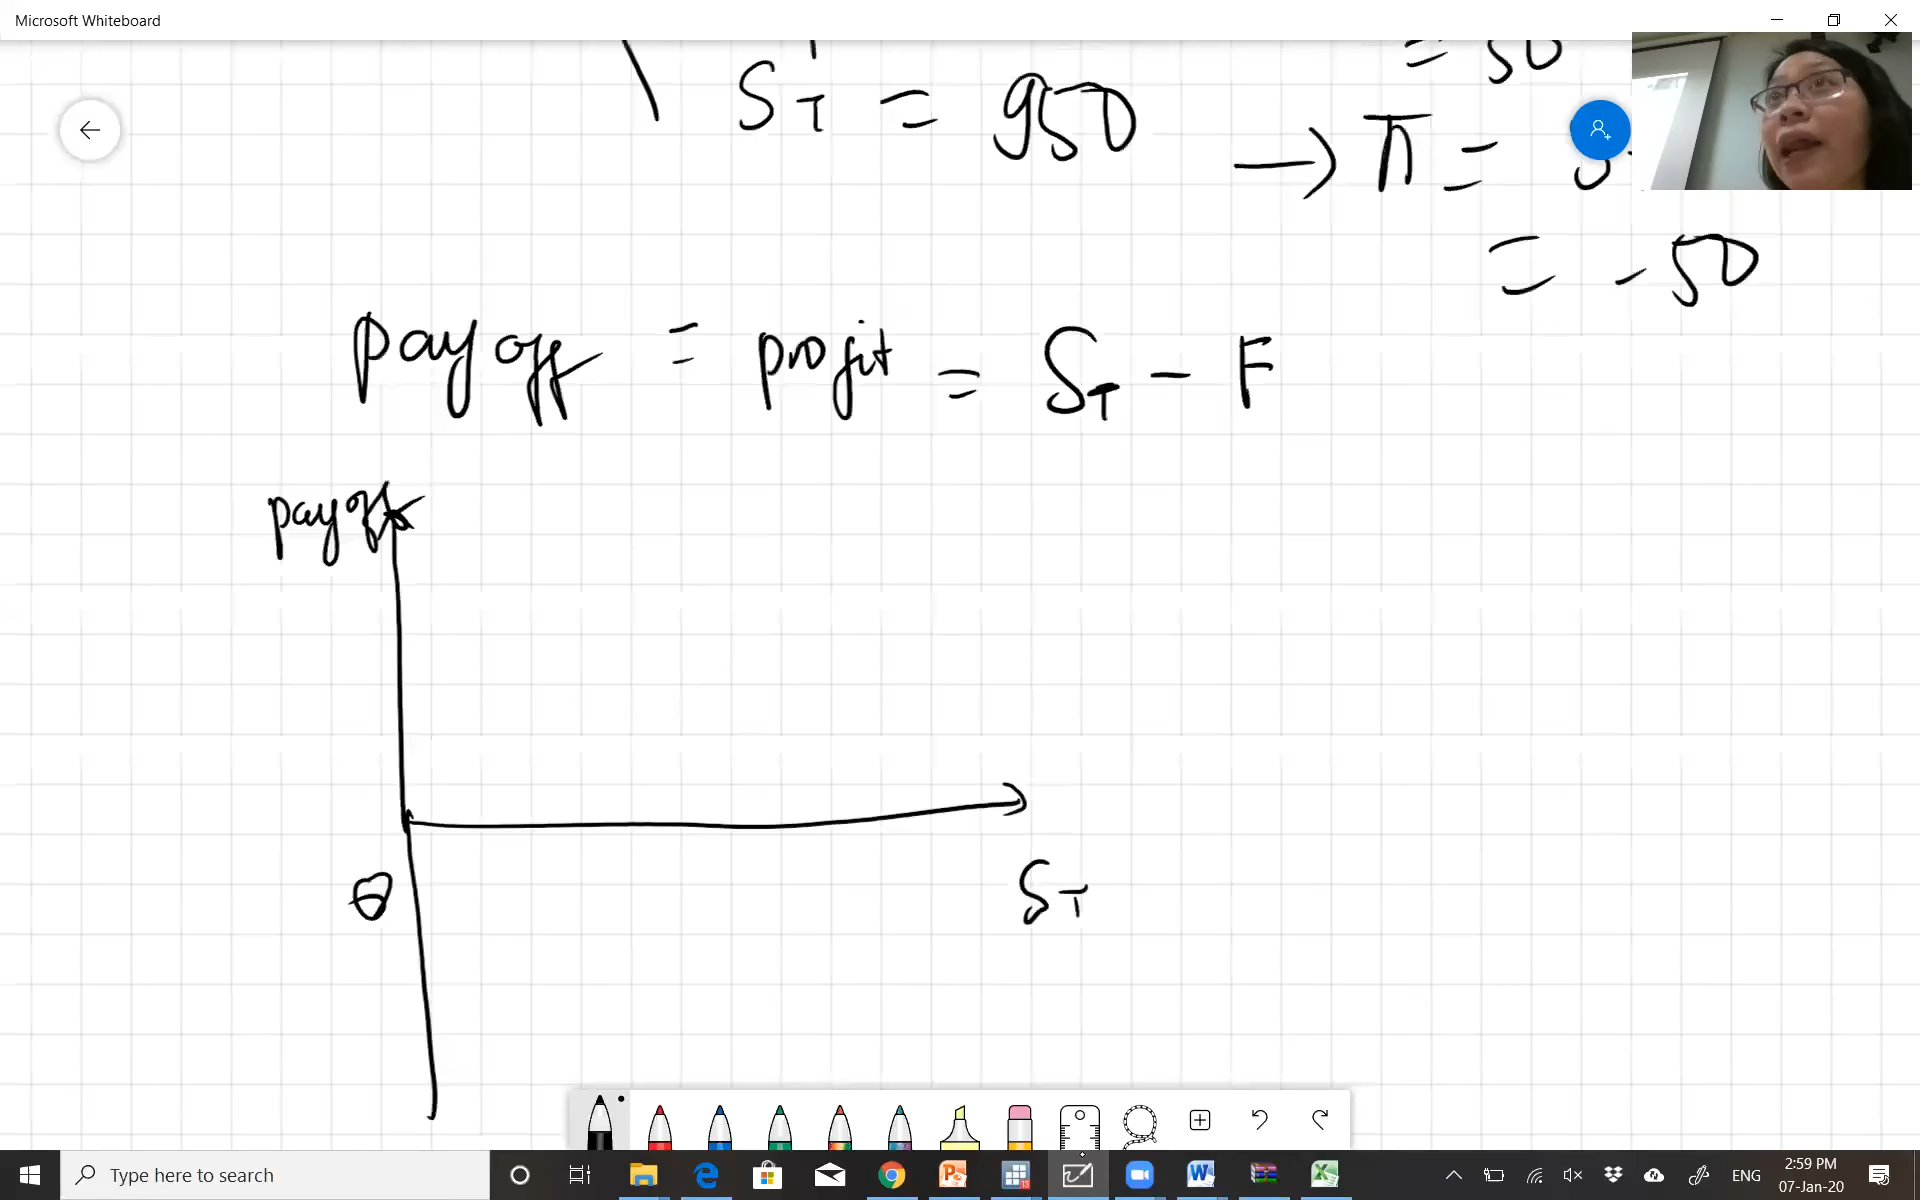 Microsoft Whiteboard
= 50
S_T = 950
→ π =
= -50
payoff = profit = S_T - F
payoff
0
S_T
Type here to search
ENG
2:59 PM
07-Jan-20